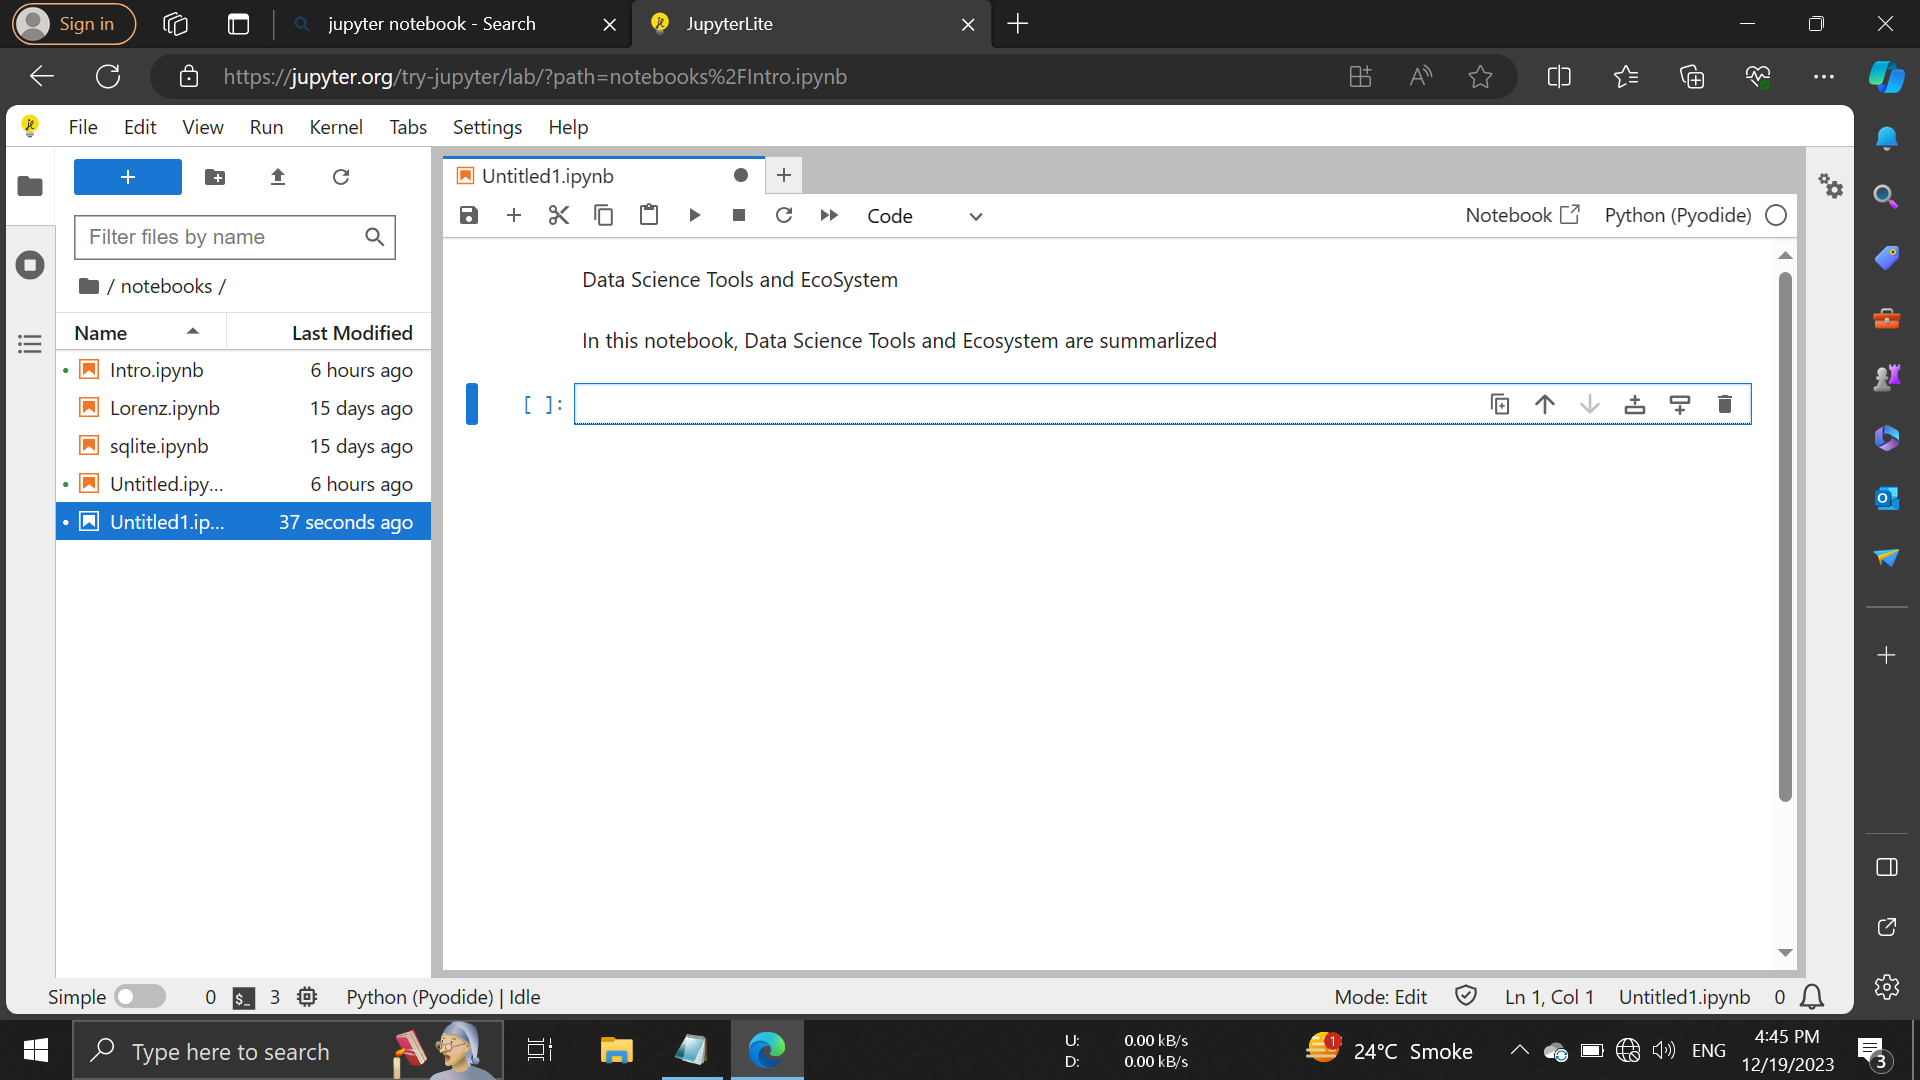 Sign in
jupyter notebook - Search
JupyterLite
https://jupyter.org/try-jupyter/lab/?path=notebooks%2FIntro.ipynb
File Edit View Run Kernel Tabs Settings Help
Untitled1.ipynb
Filter files by name
Code
Notebook
Python (Pyodide)
/ notebooks /
Name Last Modified
Intro.ipynb 6 hours ago
Lorenz.ipynb 15 days ago
sqlite.ipynb 15 days ago
Untitled.ipy... 6 hours ago
Untitled1.ip... 37 seconds ago
Data Science Tools and EcoSystem
In this notebook, Data Science Tools and Ecosystem are summarlized
[ ]:
Simple 0 $_ 3 Python (Pyodide) | Idle
Mode: Edit Ln 1, Col 1 Untitled1.ipynb 0
Type here to search
U: 0.00 kB/s
D: 0.00 kB/s
1
24°C Smoke
ENG
4:45 PM
12/19/2023
3